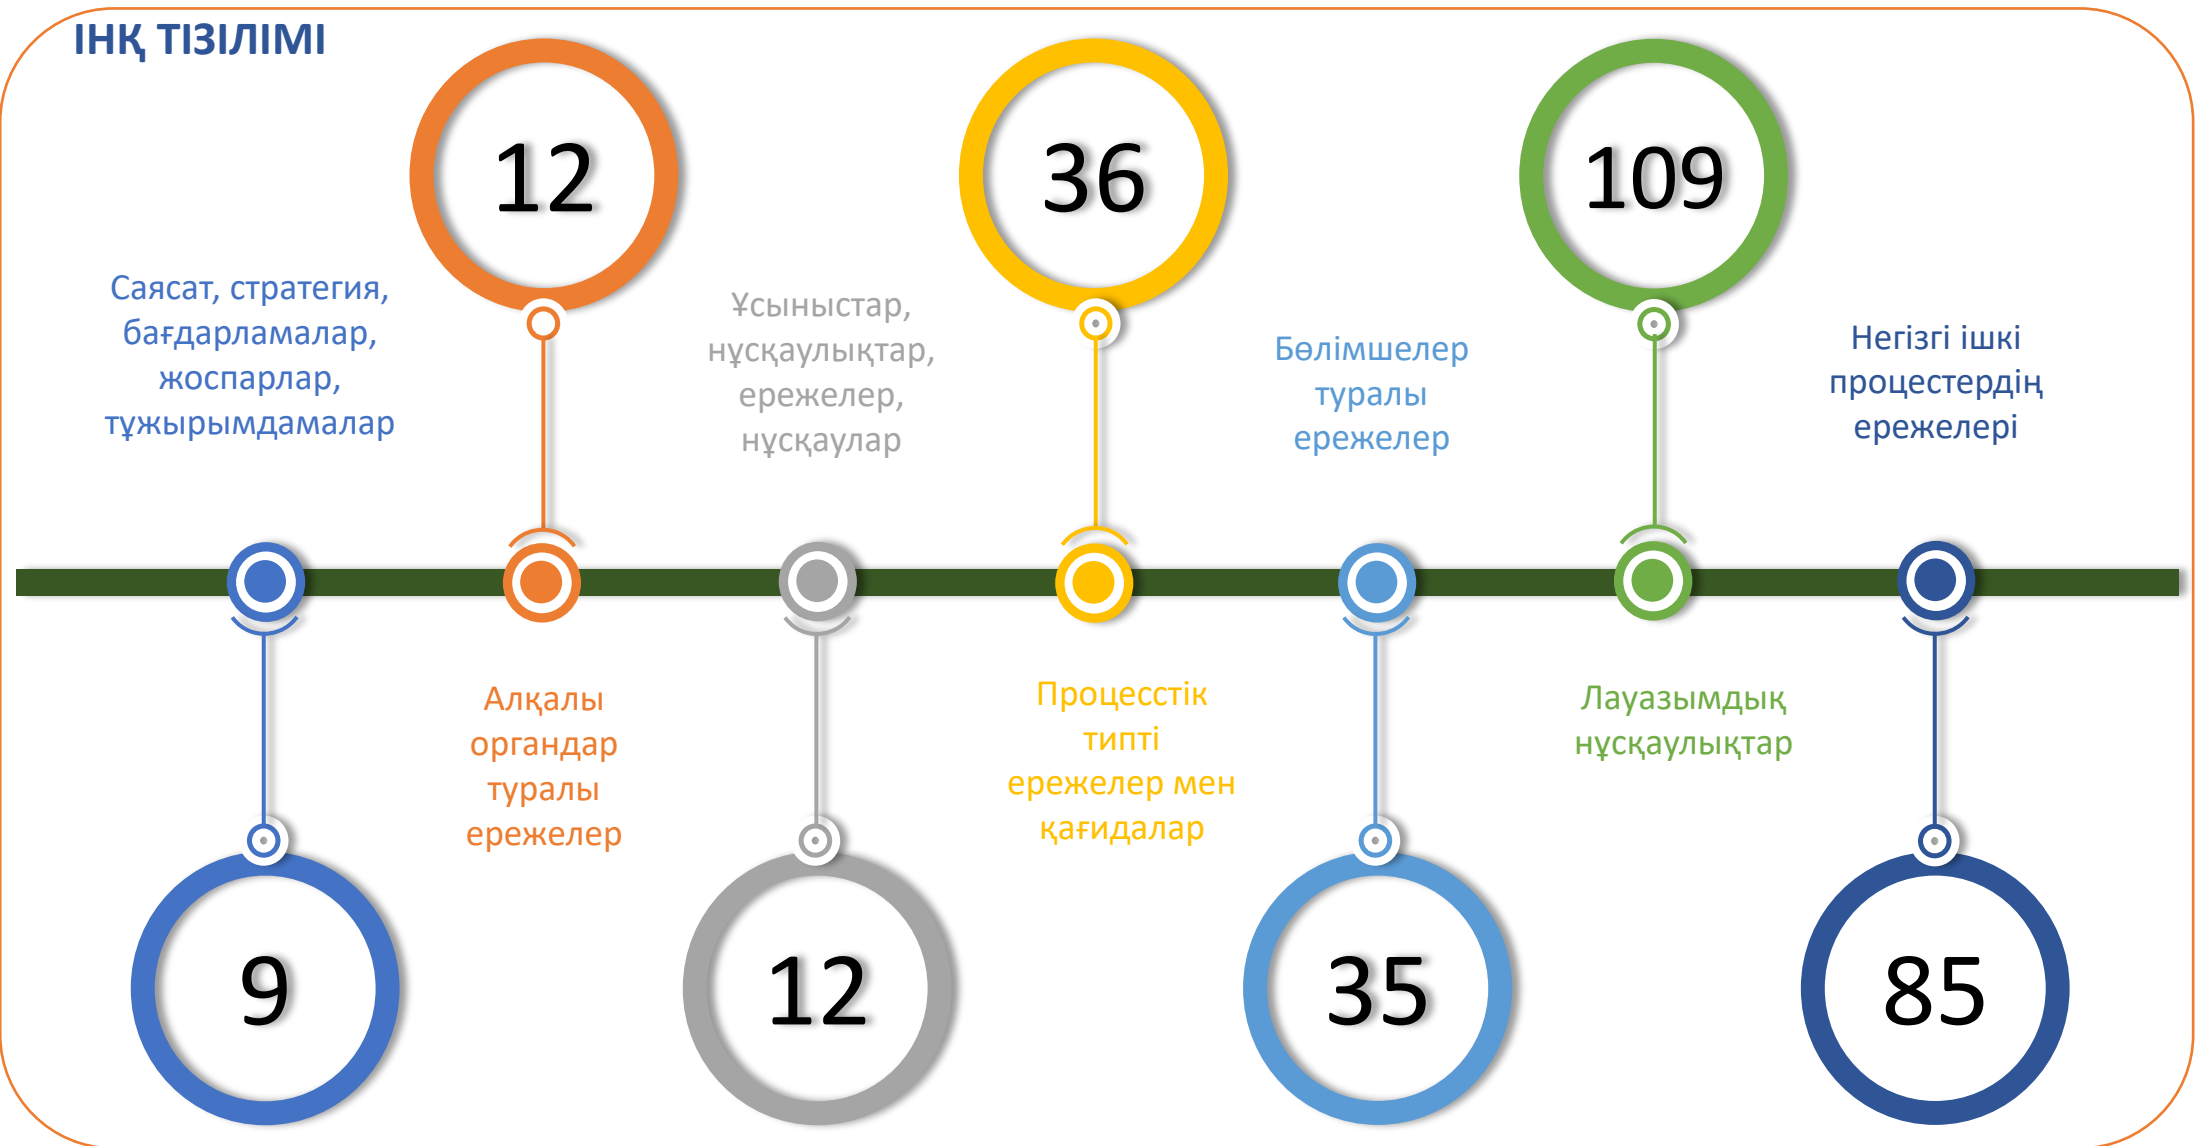 ІНҚ ТІЗІЛІМІ
Саясат, стратегия,
бағдарламалар,
жоспарлар,
тұжырымдамалар
9
12
Алқалы
органдар
туралы
ережелер
Ұсыныстар,
нұсқаулықтар,
ережелер,
нұсқаулар
12
36
Процесстік
типті
ережелер мен
қағидалар
Бөлімшелер
туралы
ережелер
35
109
Лауазымдық
нұсқаулықтар
Негізгі ішкі
процестердің
ережелері
85